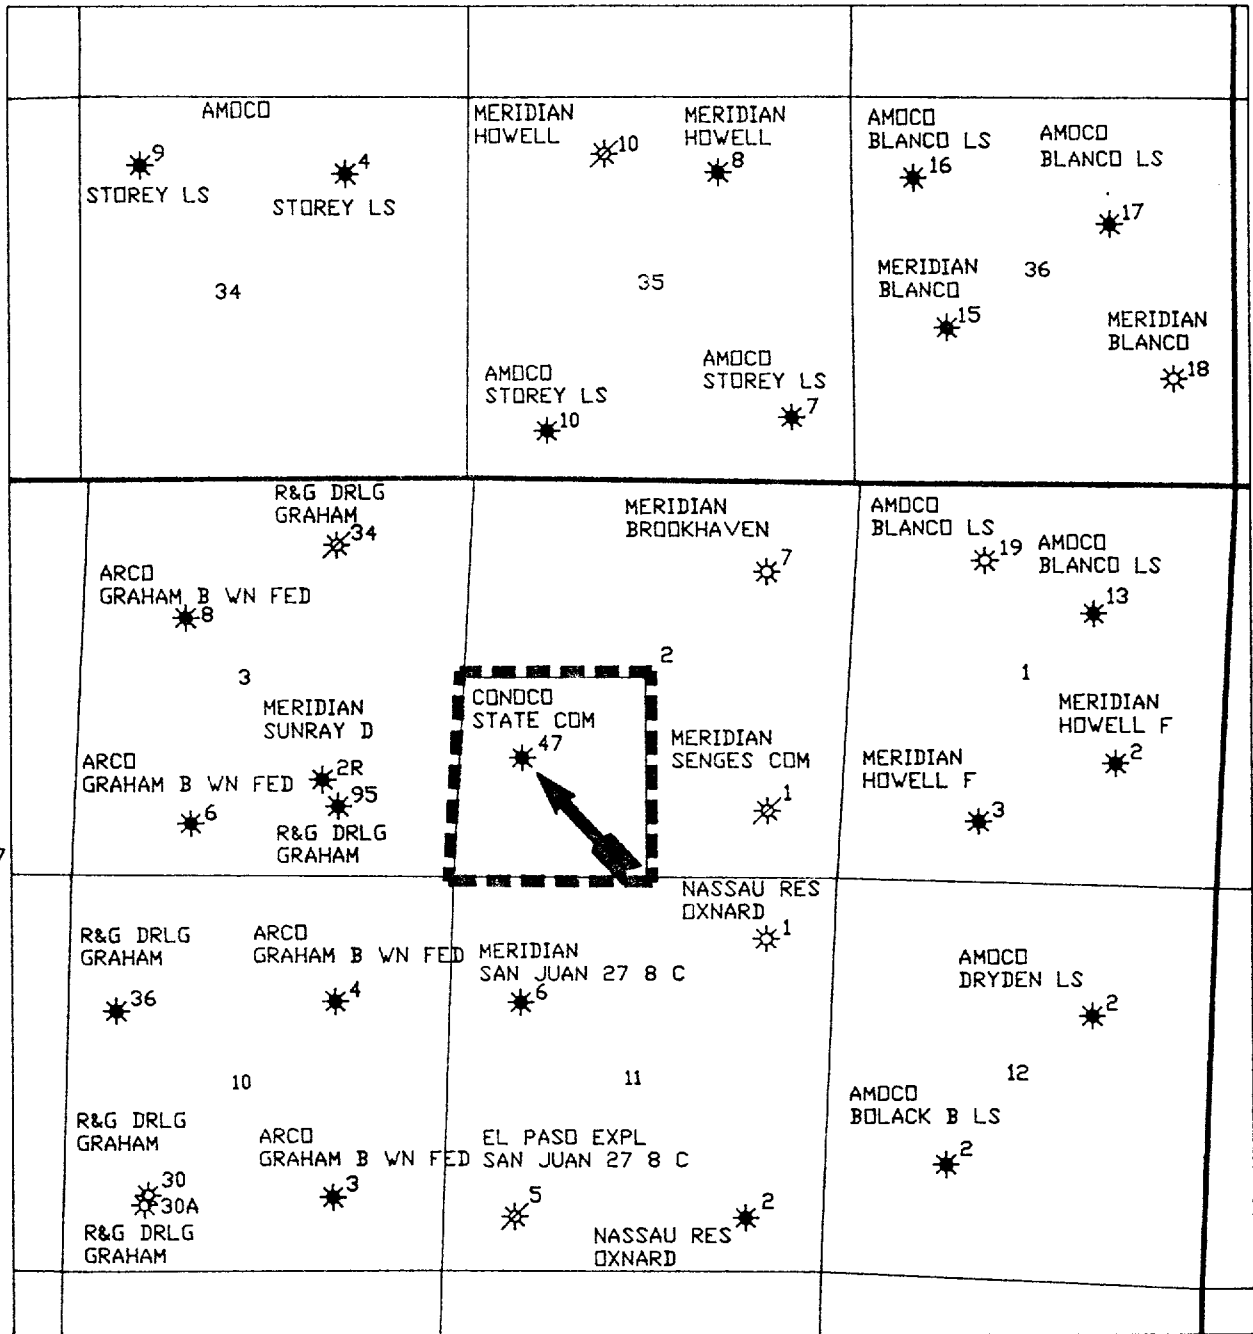 AMOCO
9
STOREY LS
4
STOREY LS
34
MERIDIAN
HOWELL
10
MERIDIAN
HOWELL
8
35
AMOCO
STOREY LS
10
AMOCO
STOREY LS
7
AMOCO
BLANCO LS
16
AMOCO
BLANCO LS
17
MERIDIAN
BLANCO
15
36
MERIDIAN
BLANCO
18
R&G DRLG
GRAHAM
34
ARCO
GRAHAM B WN FED
8
3
MERIDIAN
SUNRAY D
2R
ARCO
GRAHAM B WN FED
6
95
R&G DRLG
GRAHAM
MERIDIAN
BROOKHAVEN
7
2
CONOCO
STATE COM
47
MERIDIAN
SENGES COM
1
AMOCO
BLANCO LS
19
AMOCO
BLANCO LS
13
1
MERIDIAN
HOWELL F
2
MERIDIAN
HOWELL F
3
7
R&G DRLG
GRAHAM
36
ARCO
GRAHAM B WN FED
4
10
R&G DRLG
GRAHAM
30
30A
R&G DRLG
GRAHAM
ARCO
GRAHAM B WN FED
3
NASSAU RES
OXNARD
1
MERIDIAN
SAN JUAN 27 8 C
6
11
EL PASO EXPL
SAN JUAN 27 8 C
5
2
NASSAU RES
OXNARD
AMOCO
DRYDEN LS
2
12
AMOCO
BOLACK B LS
2